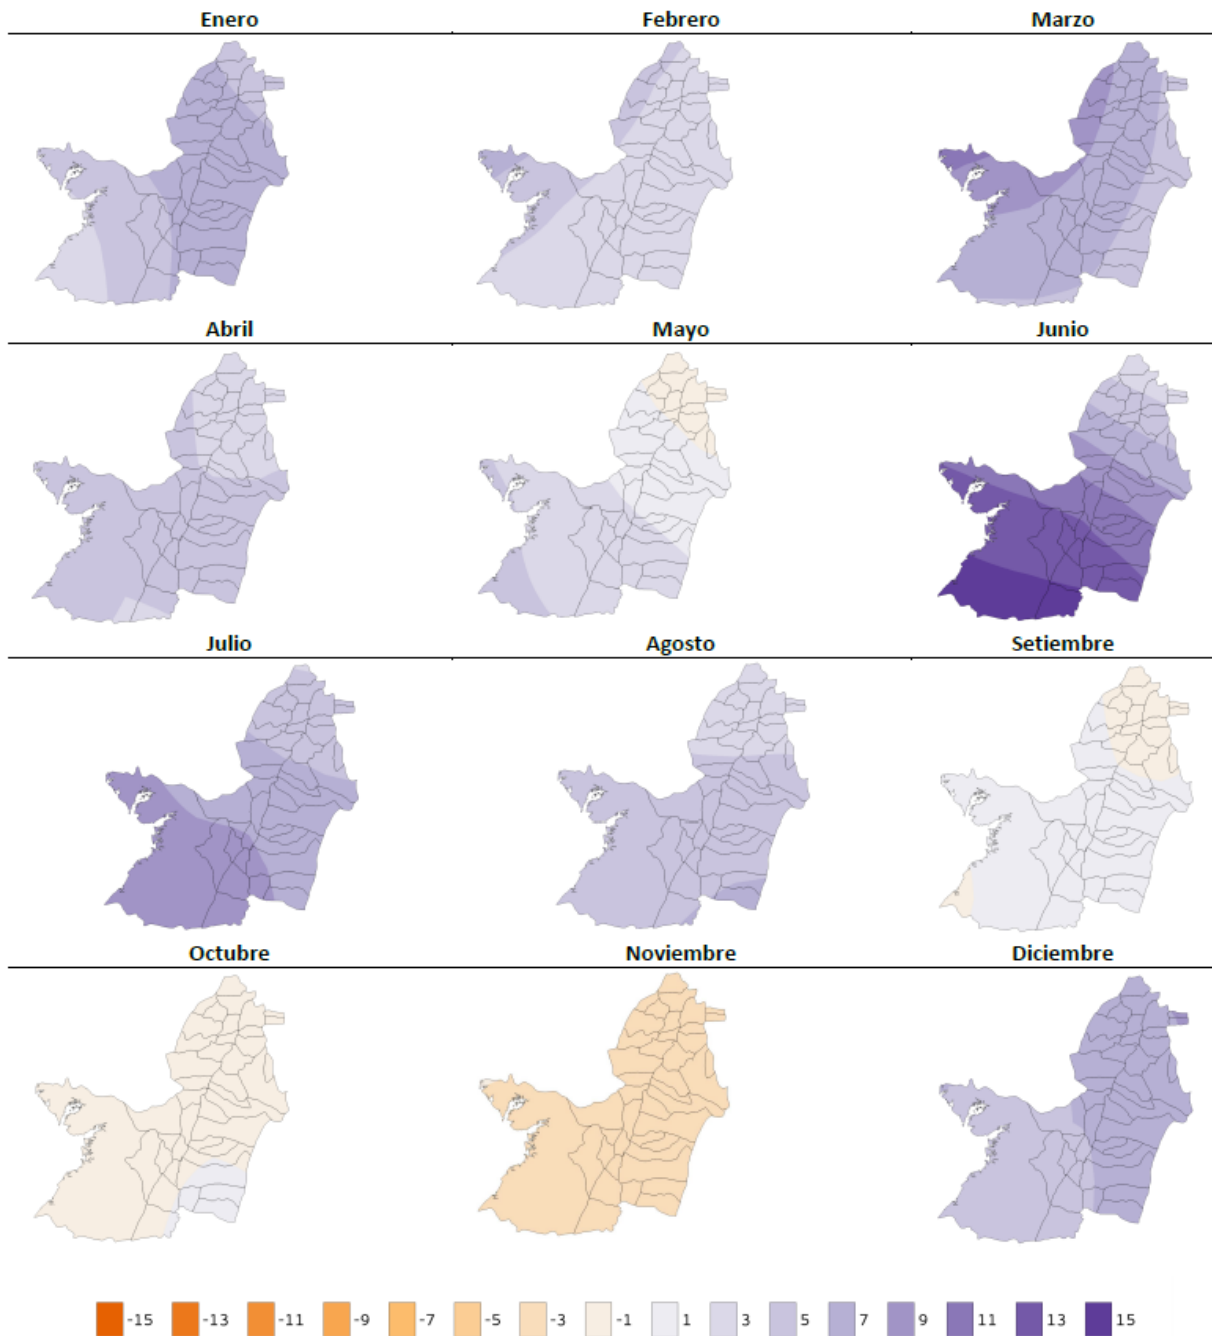 Enero Febrero Marzo
Abril Mayo Junio
Julio Agosto Setiembre
Octubre Noviembre Diciembre
-15 -13 -11 -9 -7 -5 -3 -1 1 3 5 7 9 11 13 15